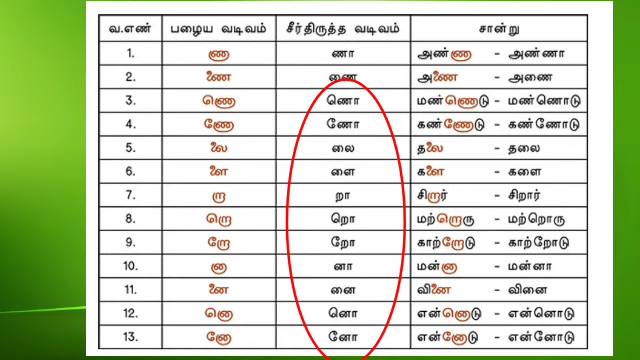 வ.எண் பழைய வடிவம் சீர்திருத்த வடிவம் சான்று
1. ணா ணா அண்ணா - அண்ணா
2. ணை ணை அணை - அணை
3. ணொ ணொ மண்ணொடு - மண்ணொடு
4. ணோ ணோ கண்ணோடு - கண்ணோடு
5. லை லை தலை - தலை
6. ளை ளை களை - களை
7. றா றா சிறார் - சிறார்
8. றொ றொ மற்றொரு - மற்றொரு
9. றோ றோ காற்றோடு - காற்றோடு
10. னா னா மன்னா - மன்னா
11. னை னை வினை - வினை
12. னொ னொ என்னொடு - என்னொடு
13. னோ னோ என்னோடு - என்னோடு